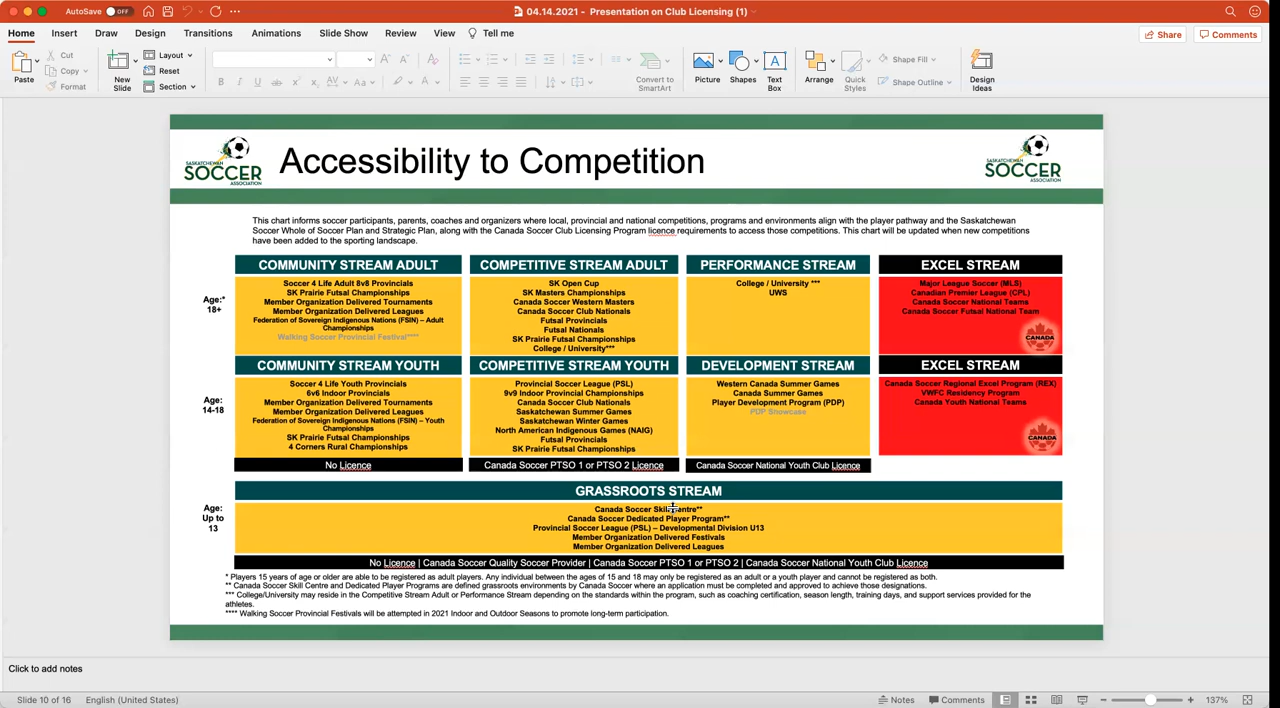 AutoSave OFF
04.14.2021 - Presentation on Club Licensing (1)
Home Insert Draw Design Transitions Animations Slide Show Review View Tell me
Share Comments
Paste
Cut
Copy
Format
New Slide
Layout
Reset
Section
Convert to SmartArt
Picture
Shapes
Text Box
Arrange
Quick Styles
Shape Fill
Shape Outline
Design Ideas
SASKATCHEWAN
SOCCER
ASSOCIATION
Accessibility to Competition
SASKATCHEWAN
SOCCER
ASSOCIATION
This chart informs soccer participants, parents, coaches and organizers where local, provincial and national competitions, programs and environments align with the player pathway and the Saskatchewan
Soccer Whole of Soccer Plan and Strategic Plan, along with the Canada Soccer Club Licensing Program licence requirements to access those competitions. This chart will be updated when new competitions
have been added to the sporting landscape.
Age:*
18+
COMMUNITY STREAM ADULT
Soccer 4 Life Adult 8v8 Provincials
SK Prairie Futsal Championships
Member Organization Delivered Tournaments
Member Organization Delivered Leagues
Federation of Sovereign Indigenous Nations (FSIN) – Adult
Championships
Walking Soccer Provincial Festival****
COMPETITIVE STREAM ADULT
SK Open Cup
SK Masters Championships
Canada Soccer Western Masters
Canada Soccer Club Nationals
Futsal Provincials
Futsal Nationals
SK Prairie Futsal Championships
College / University***
PERFORMANCE STREAM
College / University ***
UWS
EXCEL STREAM
Major League Soccer (MLS)
Canadian Premier League (CPL)
Canada Soccer National Teams
Canada Soccer Futsal National Team
CANADA
Age:
14-18
COMMUNITY STREAM YOUTH
Soccer 4 Life Youth Provincials
6v6 Indoor Provincials
Member Organization Delivered Tournaments
Member Organization Delivered Leagues
Federation of Sovereign Indigenous Nations (FSIN) – Youth
Championships
SK Prairie Futsal Championships
4 Corners Rural Championships
No Licence
COMPETITIVE STREAM YOUTH
Provincial Soccer League (PSL)
9v9 Indoor Provincial Championships
Canada Soccer Club Nationals
Saskatchewan Summer Games
Saskatchewan Winter Games
North American Indigenous Games (NAIG)
Futsal Provincials
SK Prairie Futsal Championships
Canada Soccer PTSO 1 or PTSO 2 Licence
DEVELOPMENT STREAM
Western Canada Summer Games
Canada Summer Games
Player Development Program (PDP)
PDP Showcase
Canada Soccer National Youth Club Licence
EXCEL STREAM
Canada Soccer Regional Excel Program (REX)
VWFC Residency Program
Canada Youth National Teams
CANADA
Age:
Up to
13
GRASSROOTS STREAM
Canada Soccer Skill Centre**
Canada Soccer Dedicated Player Program**
Provincial Soccer League (PSL) – Developmental Division U13
Member Organization Delivered Festivals
Member Organization Delivered Leagues
No Licence | Canada Soccer Quality Soccer Provider | Canada Soccer PTSO 1 or PTSO 2 | Canada Soccer National Youth Club Licence
* Players 15 years of age or older are able to be registered as adult players. Any individual between the ages of 15 and 18 may only be registered as an adult or a youth player and cannot be registered as both.
** Canada Soccer Skill Centre and Dedicated Player Programs are defined grassroots environments by Canada Soccer where an application must be completed and approved to achieve those designations.
*** College/University may reside in the Competitive Stream Adult or Performance Stream depending on the standards within the program, such as coaching certification, season length, training days, and support services provided for the
athletes.
**** Walking Soccer Provincial Festivals will be attempted in 2021 Indoor and Outdoor Seasons to promote long-term participation.
Click to add notes
Slide 10 of 16 English (United States)
Notes Comments 137%